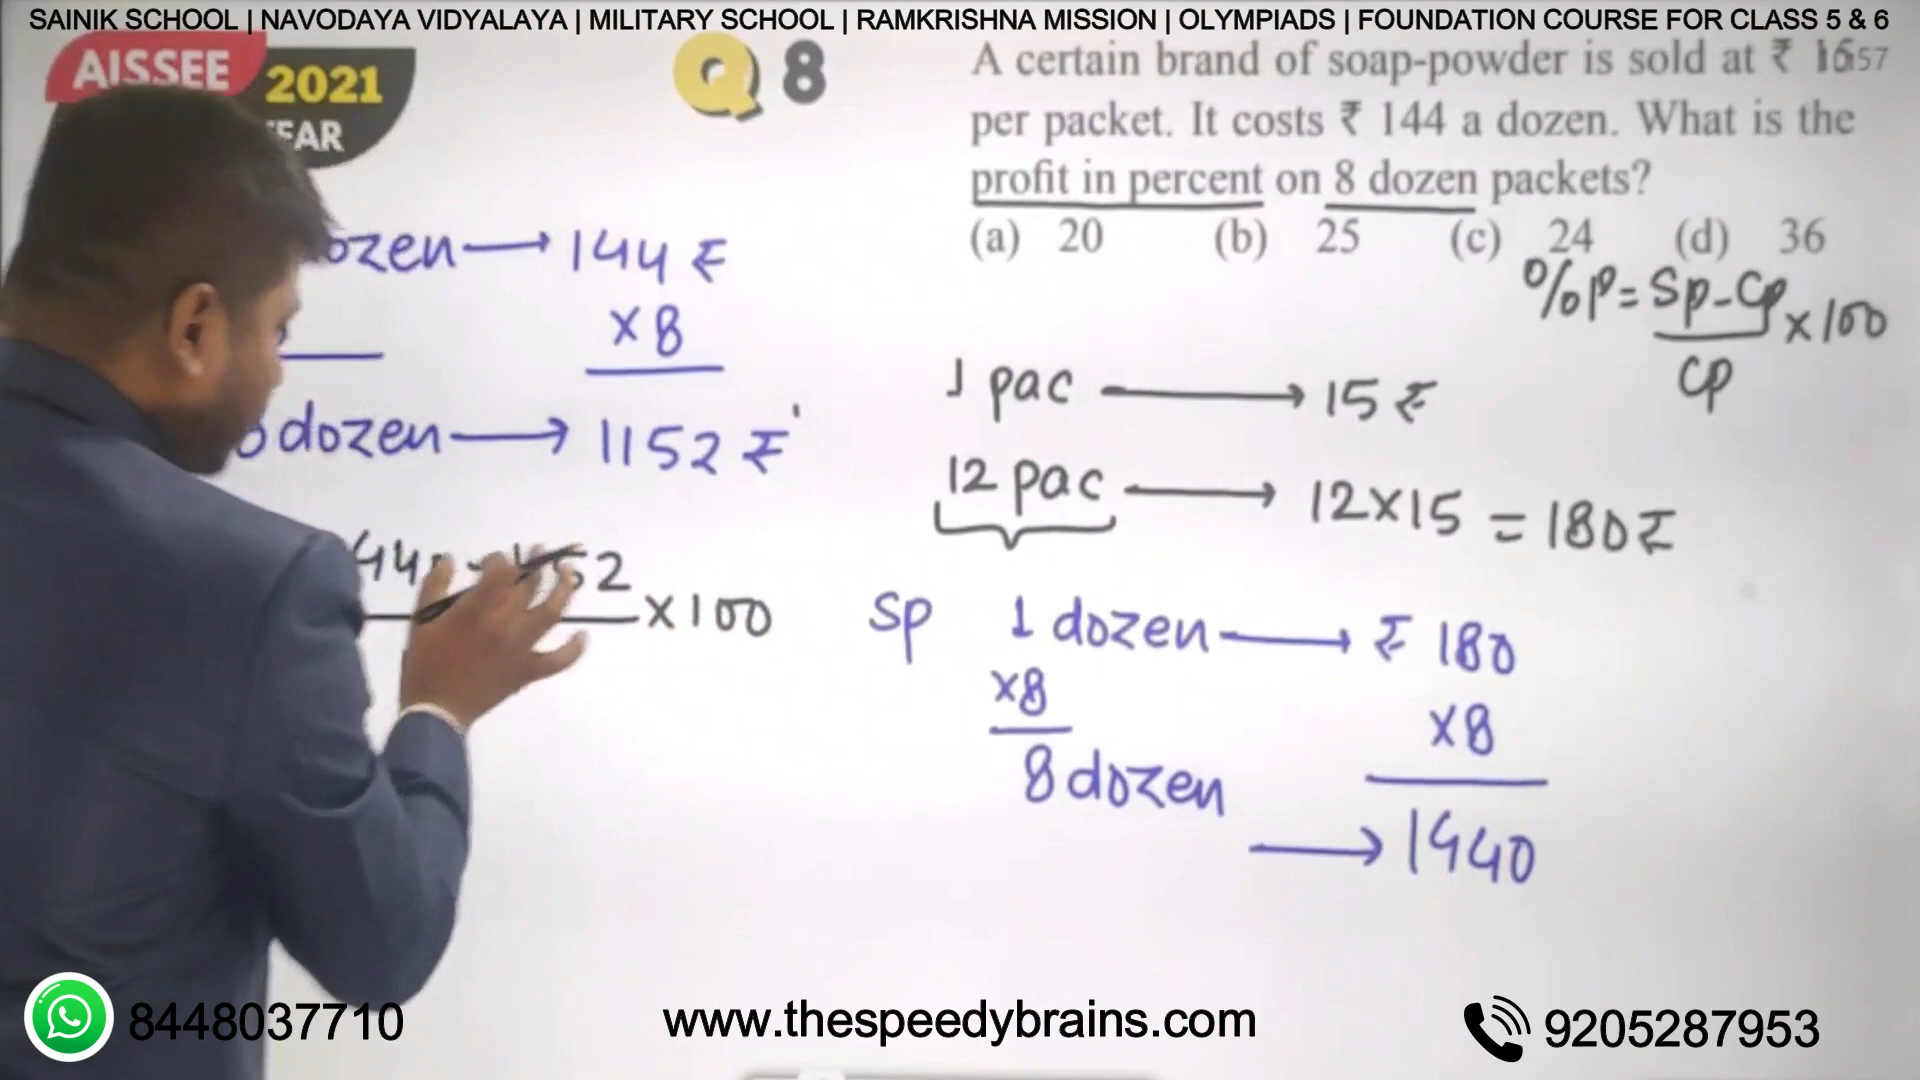 SAINIK SCHOOL | NAVODAYA VIDYALAYA | MILITARY SCHOOL | RAMKRISHNA MISSION | OLYMPIADS | FOUNDATION COURSE FOR CLASS 5 & 6
AISSEE
2021
YEAR
Q 8
A certain brand of soap-powder is sold at ₹
per packet. It costs ₹ 144 a dozen. What is the
profit in percent on 8 dozen packets?
(a) 20 (b) 25 (c) 24 (d) 36
%P = SP-CP/CP × 100
dozen → 144 ₹
×8
dozen → 1152 ₹
× 100
1 pac → 15 ₹
12 pac → 12×15 = 180 ₹
SP 1 dozen → ₹ 180
×8 ×8
8 dozen → 1440
8448037710
www.thespeedybrains.com
9205287953